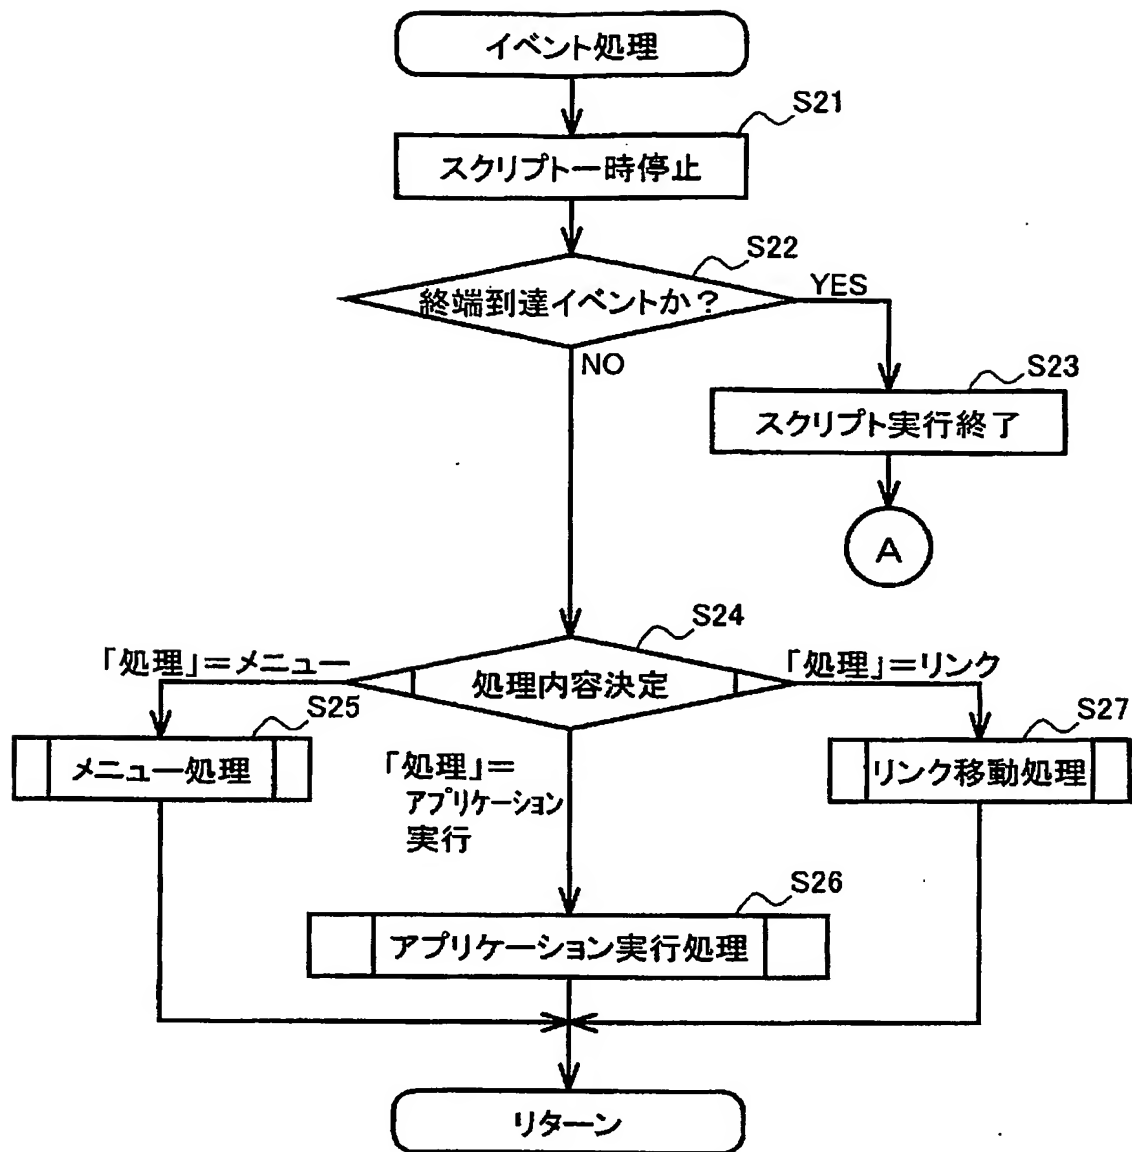 イベント処理
S21
スクリプト一時停止
S22
終端到達イベントか？
YES
NO
S23
スクリプト実行終了
A
S24
「処理」＝メニュー
処理内容決定
「処理」＝リンク
S25
S27
メニュー処理
「処理」＝
アプリケーション
実行
リンク移動処理
S26
アプリケーション実行処理
リターン